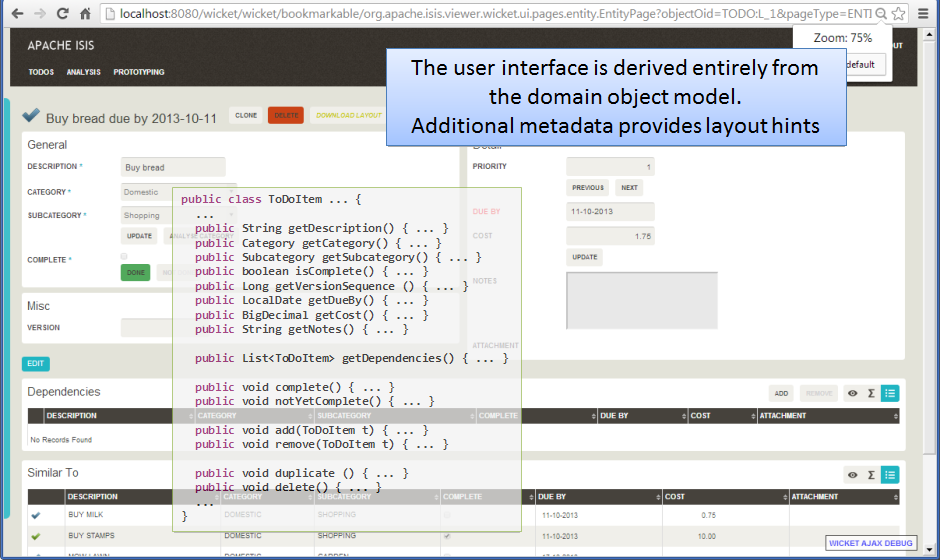 localhost:8080/wicket/wicket/bookmarkable/org.apache.isis.viewer.wicket.ui.pages.entity.EntityPage?objectOid=TODO:L_1&pageType=ENTI
Zoom: 75%
default
APACHE ISIS
OUT
TODOS ANALYSIS PROTOTYPING
The user interface is derived entirely from
the domain object model.
Additional metadata provides layout hints
Buy bread due by 2013-10-11 CLONE DELETE DOWNLOAD LAYOUT
General
DESCRIPTION * Buy bread
CATEGORY * Domestic
SUBCATEGORY * Shopping
UPDATE ANALYSE CATEGORY
COMPLETE *
DONE
Misc
VERSION
EDIT
PRIORITY 1
PREVIOUS NEXT
DUE BY 11-10-2013
COST 1.75
UPDATE
NOTES
ATTACHMENT
public class ToDoItem ... {
...
public String getDescription() { ... }
public Category getCategory() { ... }
public Subcategory getSubcategory() { ... }
public boolean isComplete() { ... }
public Long getVersionSequence () { ... }
public LocalDate getDueBy() { ... }
public BigDecimal getCost() { ... }
public String getNotes() { ... }
public List<ToDoItem> getDependencies() { ... }
public void complete() { ... }
public void notYetComplete() { ... }
public void add(ToDoItem t) { ... }
public void remove(ToDoItem t) { ... }
public void duplicate () { ... }
public void delete() { ... }
...
}
Dependencies ADD REMOVE Σ
DESCRIPTION CATEGORY SUBCATEGORY COMPLETE DUE BY COST ATTACHMENT
No Records Found
Similar To Σ
DESCRIPTION CATEGORY SUBCATEGORY COMPLETE DUE BY COST ATTACHMENT
BUY MILK DOMESTIC SHOPPING 11-10-2013 0.75
BUY STAMPS DOMESTIC SHOPPING 11-10-2013 10.00
WICKET AJAX DEBUG